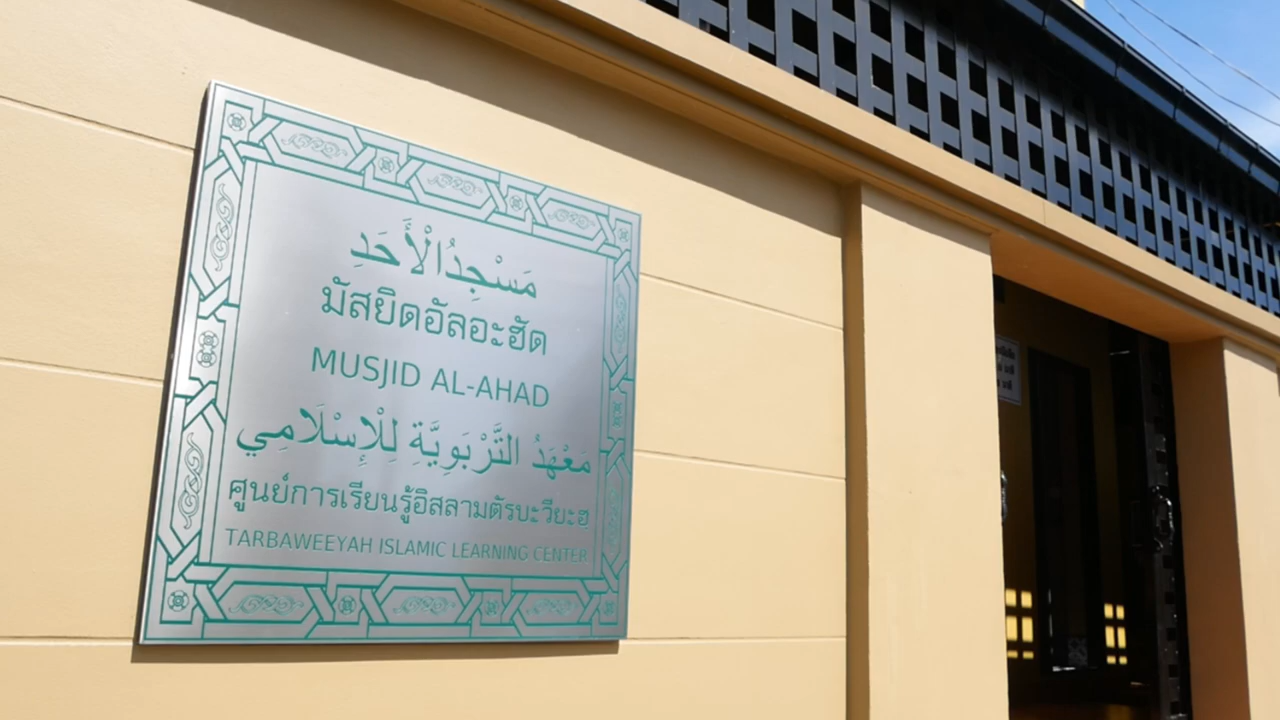 مَسْجِدُالْأَحَدِ
มัสยิดอัลอะฮัด
MUSJID AL-AHAD
مَعْهَدُ التَّرْبَوِيَّةِ لِلْإِسْلَامِي
ศูนย์การเรียนรู้อิสลามตัรบะวียะฮฺ
TARBAWEEYAH ISLAMIC LEARNING CENTER